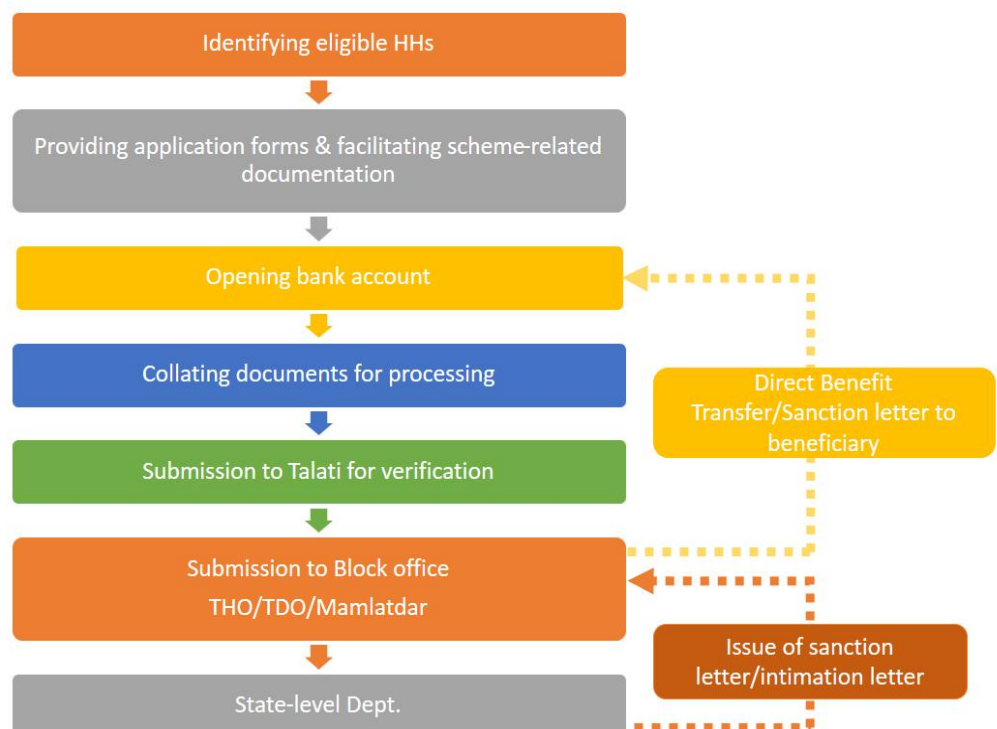 Identifying eligible HHs
Providing application forms & facilitating scheme-related
documentation
Opening bank account
Collating documents for processing
Direct Benefit
Transfer/Sanction letter to
beneficiary
Submission to Talati for verification
Submission to Block office
THO/TDO/Mamlatdar
Issue of sanction
letter/intimation letter
State-level Dept.